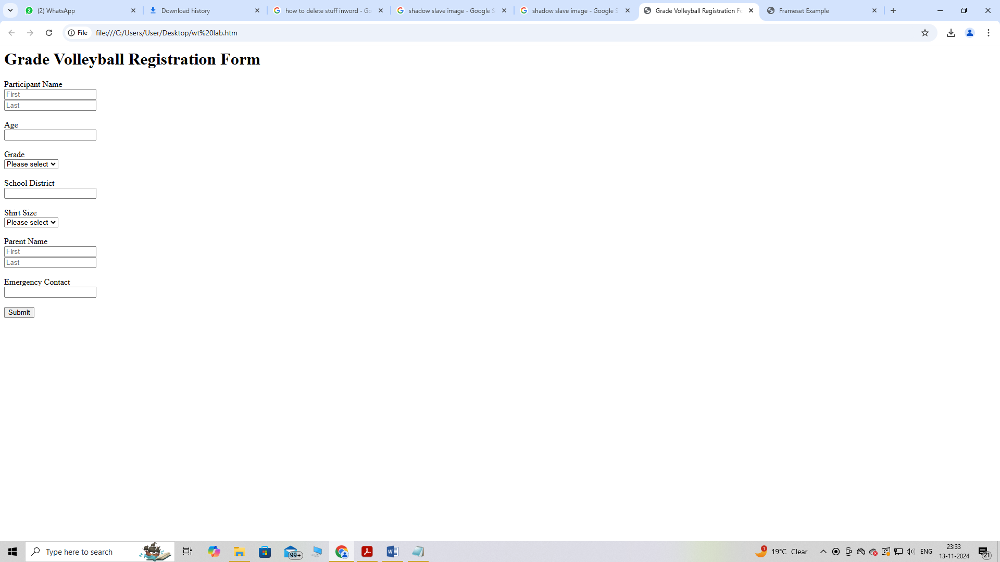 (2) WhatsApp
Download history
how to delete stuff inword - Go
shadow slave image - Google S
shadow slave image - Google S
Grade Volleyball Registration Fo
Frameset Example
File
file:///C:/Users/User/Desktop/wt%20lab.htm
Grade Volleyball Registration Form
Participant Name
First
Last
Age
Grade
Please select
School District
Shirt Size
Please select
Parent Name
First
Last
Emergency Contact
Submit
Type here to search
99+
1
19°C Clear
ENG
23:33
13-11-2024
21